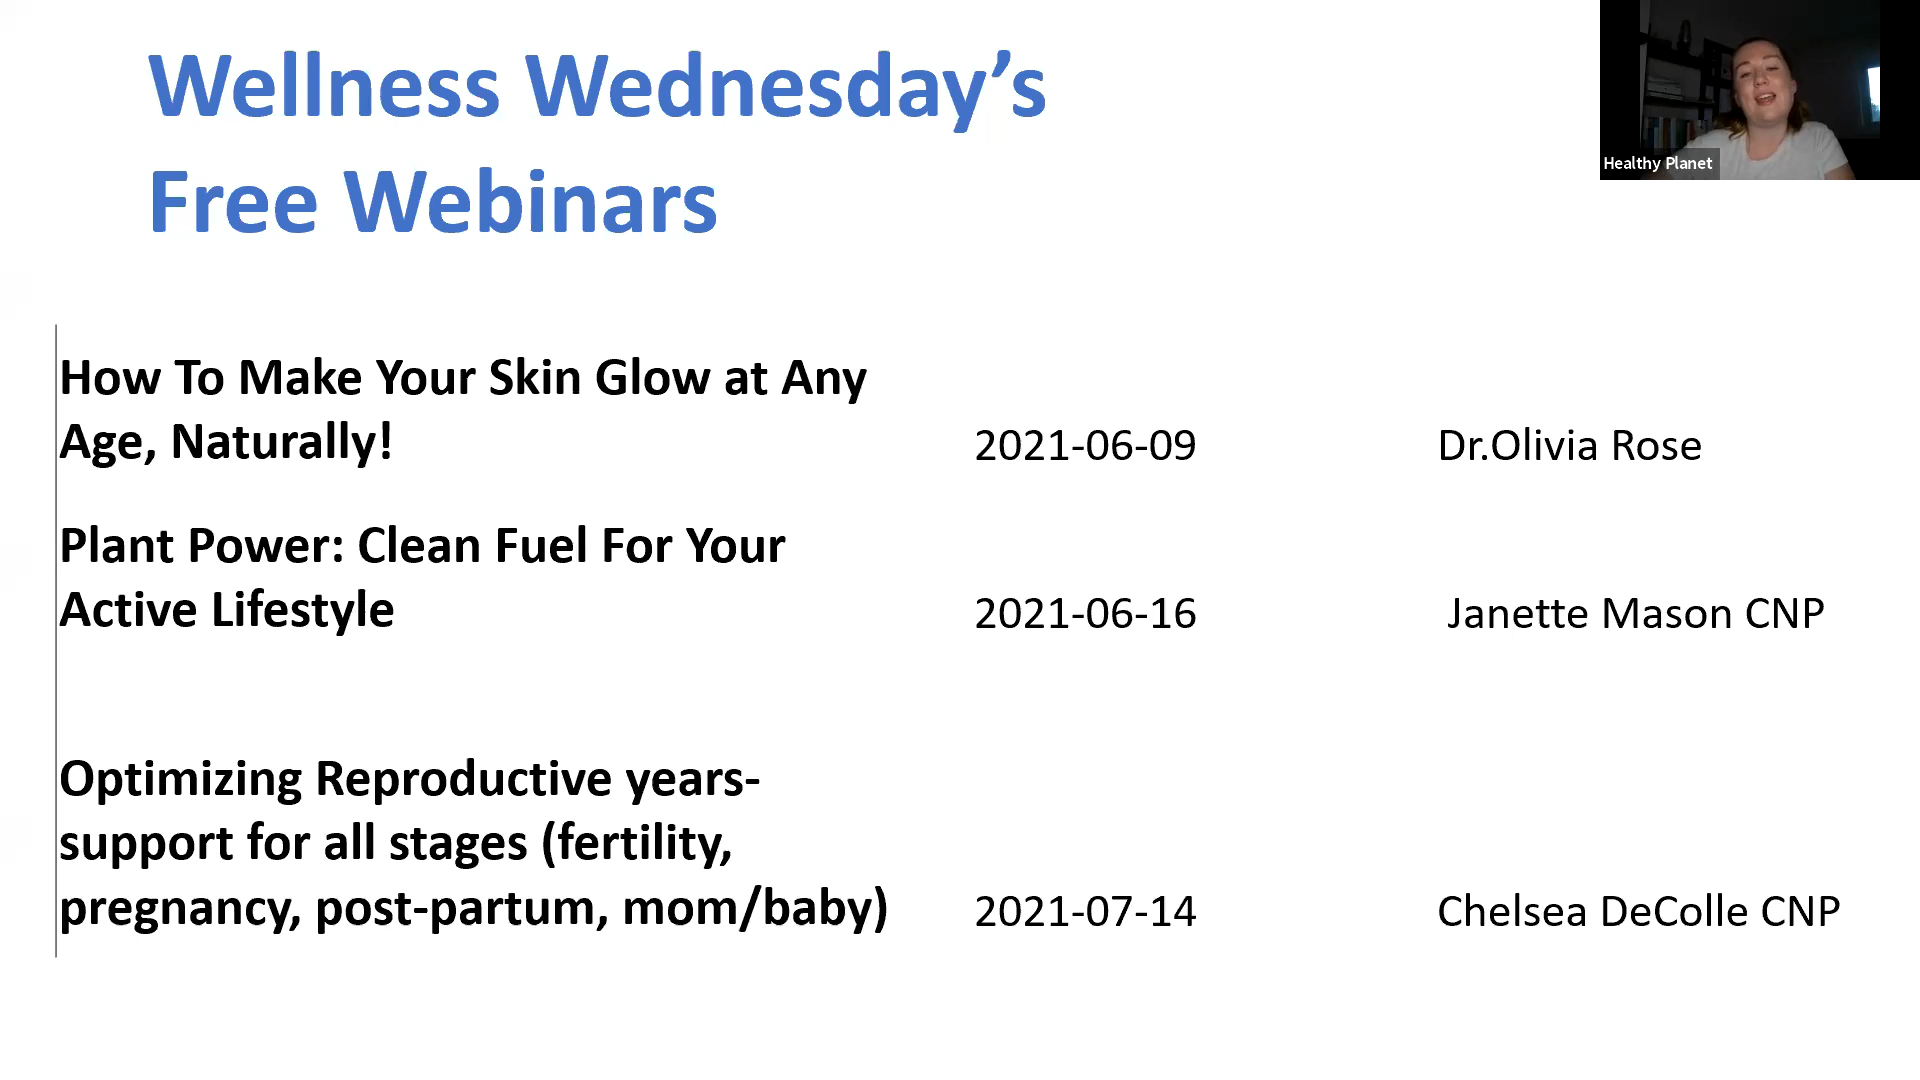 Wellness Wednesday’s
Free Webinars
Healthy Planet
How To Make Your Skin Glow at Any
Age, Naturally!
2021-06-09
Dr.Olivia Rose
Plant Power: Clean Fuel For Your
Active Lifestyle
2021-06-16
Janette Mason CNP
Optimizing Reproductive years-
support for all stages (fertility,
pregnancy, post-partum, mom/baby)
2021-07-14
Chelsea DeColle CNP